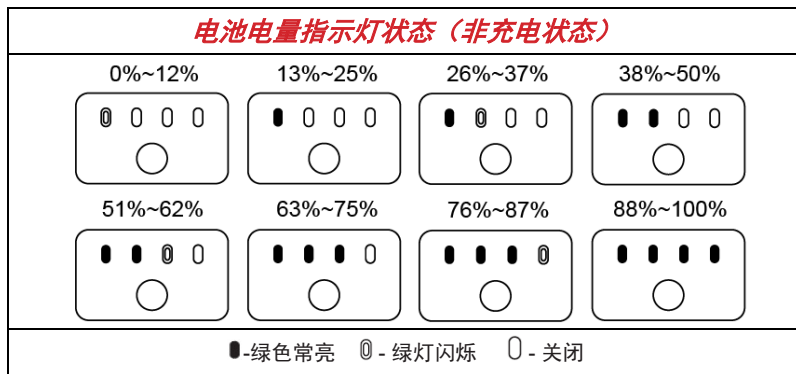 电池电量指示灯状态（非充电状态）
0%~12% 13%~25% 26%~37% 38%~50%
51%~62% 63%~75% 76%~87% 88%~100%
-绿色常亮 - 绿灯闪烁 - 关闭